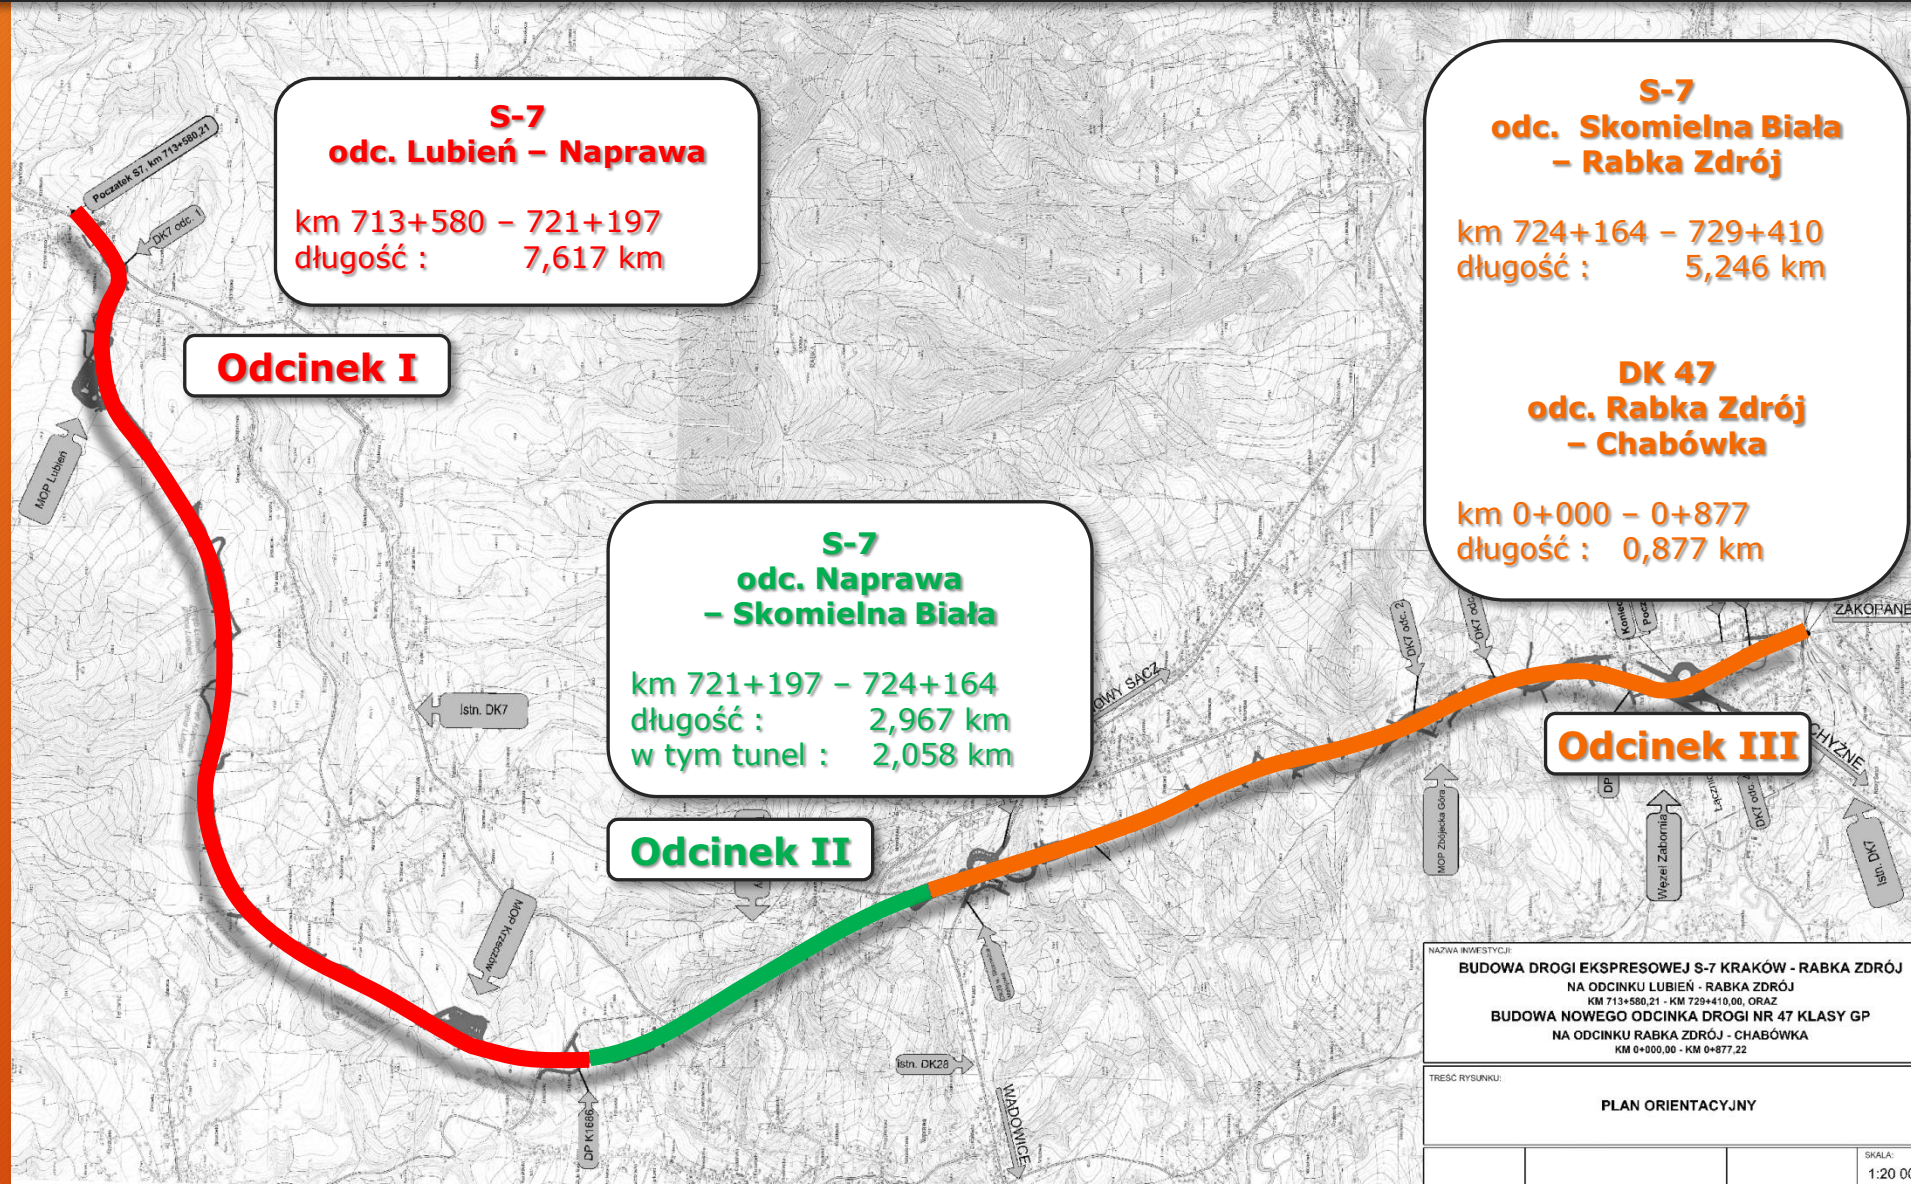 S-7
odc. Lubień – Naprawa
km 713+580 – 721+197
długość : 7,617 km
Odcinek I
Początek S7, km 713+580,21
DK7 odc. 1
MOP Lubień
S-7
odc. Naprawa
– Skomielna Biała
km 721+197 – 724+164
długość : 2,967 km
w tym tunel : 2,058 km
Odcinek II
Istn. DK7
MOP Krzeczów
DP K1686
Istn. DK28
WADOWICE
S-7
odc. Skomielna Biała
– Rabka Zdrój
km 724+164 – 729+410
długość : 5,246 km
DK 47
odc. Rabka Zdrój
– Chabówka
km 0+000 – 0+877
długość : 0,877 km
Odcinek III
DK7 odc. 2
ZAKOPANE
MOP Zbójecka Góra
Węzeł Zabornia
Istn. DK7
NAZWA INWESTYCJI:
BUDOWA DROGI EKSPRESOWEJ S-7 KRAKÓW - RABKA ZDRÓJ
NA ODCINKU LUBIEŃ - RABKA ZDRÓJ
KM 713+580,21 - KM 729+410,00, ORAZ
BUDOWA NOWEGO ODCINKA DROGI NR 47 KLASY GP
NA ODCINKU RABKA ZDRÓJ - CHABÓWKA
KM 0+000,00 - KM 0+877,22
TREŚĆ RYSUNKU:
PLAN ORIENTACYJNY
SKALA:
1:20 00